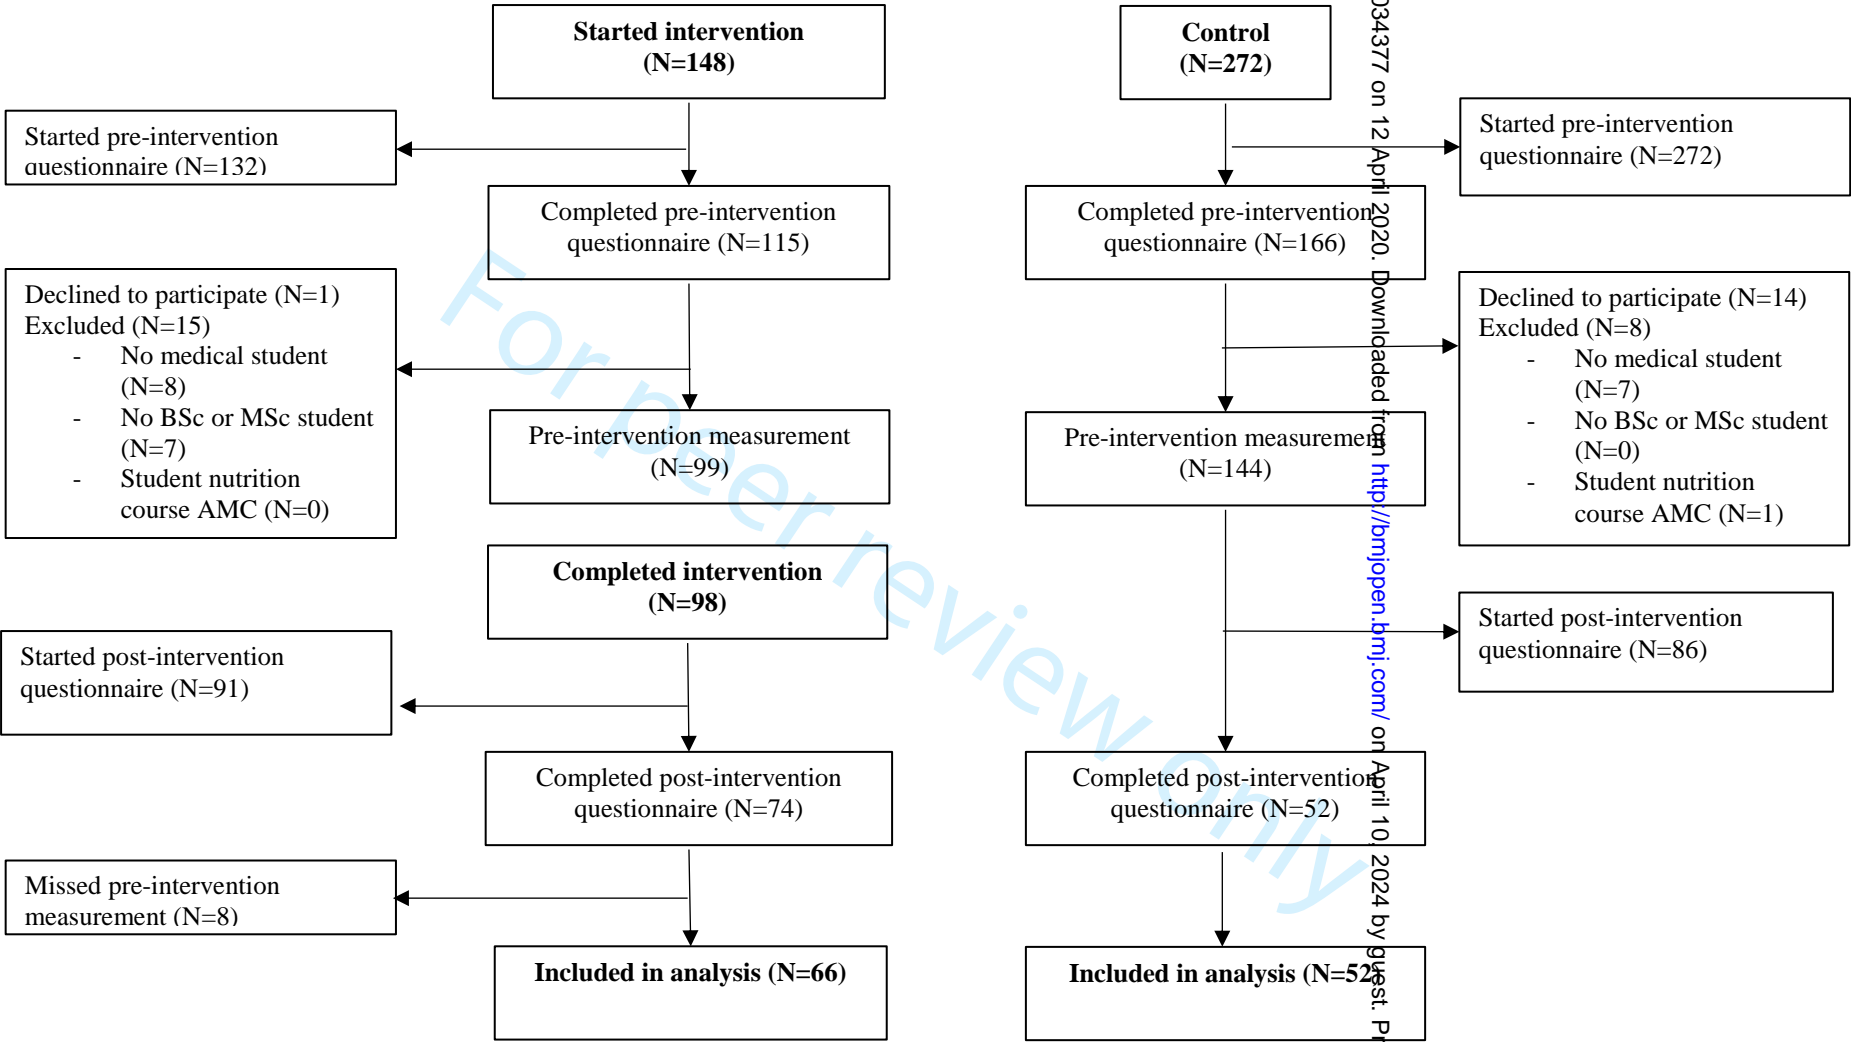 Started intervention
(N=148)
Control
(N=272)
Started pre-intervention
questionnaire (N=132)
Started pre-intervention
questionnaire (N=272)
Completed pre-intervention
questionnaire (N=115)
Completed pre-intervention
questionnaire (N=166)
Declined to participate (N=1)
Excluded (N=15)
- No medical student
(N=8)
- No BSc or MSc student
(N=7)
- Student nutrition
course AMC (N=0)
Declined to participate (N=14)
Excluded (N=8)
- No medical student
(N=7)
- No BSc or MSc student
(N=0)
- Student nutrition
course AMC (N=1)
Pre-intervention measurement
(N=99)
Pre-intervention measurement
(N=144)
Completed intervention
(N=98)
Started post-intervention
questionnaire (N=91)
Started post-intervention
questionnaire (N=86)
Completed post-intervention
questionnaire (N=74)
Completed post-intervention
questionnaire (N=52)
Missed pre-intervention
measurement (N=8)
Included in analysis (N=66)
Included in analysis (N=52)
For peer review only
034377 on 12 April 2020. Downloaded from http://bmjopen.bmj.com/ on April 10, 2024 by guest. Pr